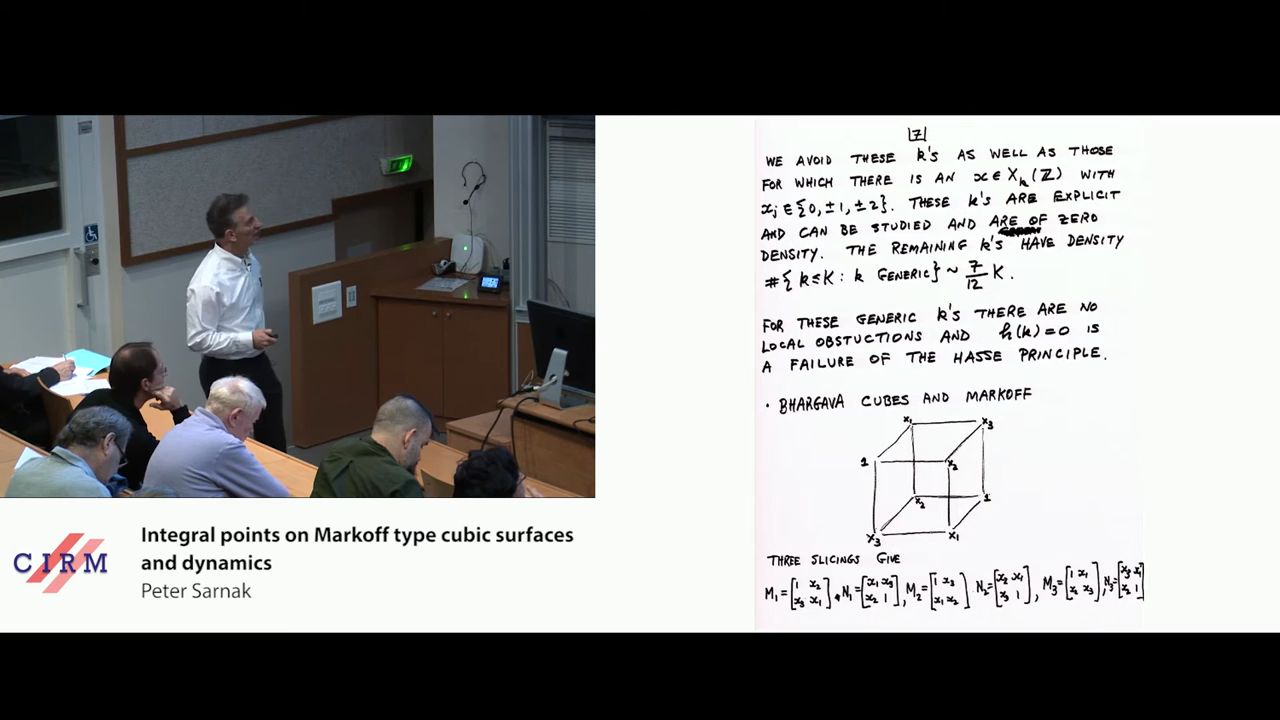 |7|
WE AVOID THESE k's AS WELL AS THOSE
FOR WHICH THERE IS AN x ∈ X_k(ℤ) WITH
x_j ∈ {0, ±1, ±2}. THESE k's ARE EXPLICIT
AND CAN BE STUDIED AND ARE OF ZERO
DENSITY. THE REMAINING k's HAVE DENSITY
#{k ≤ K : k GENERIC} ~ 7/12 K.
FOR THESE GENERIC k's THERE ARE NO
LOCAL OBSTUCTIONS AND h(k)=0 IS
A FAILURE OF THE HASSE PRINCIPLE.
• BHARGAVA CUBES AND MARKOFF
x₁ x₃
1 x₂
x₂ 1
x₃ x₁
THREE SLICINGS GIVE
M₁ = [1 x₂; x₃ x₁], N₁ = [x₁ x₃; x₂ 1], M₂ = [1 x₃; x₁ x₂] N₂ = [x₂ x₁; x₃ 1], M₃ = [1 x₁; x₂ x₃], N₃ = [x₃ x₁; x₂ 1]
CIRM
Integral points on Markoff type cubic surfaces
and dynamics
Peter Sarnak